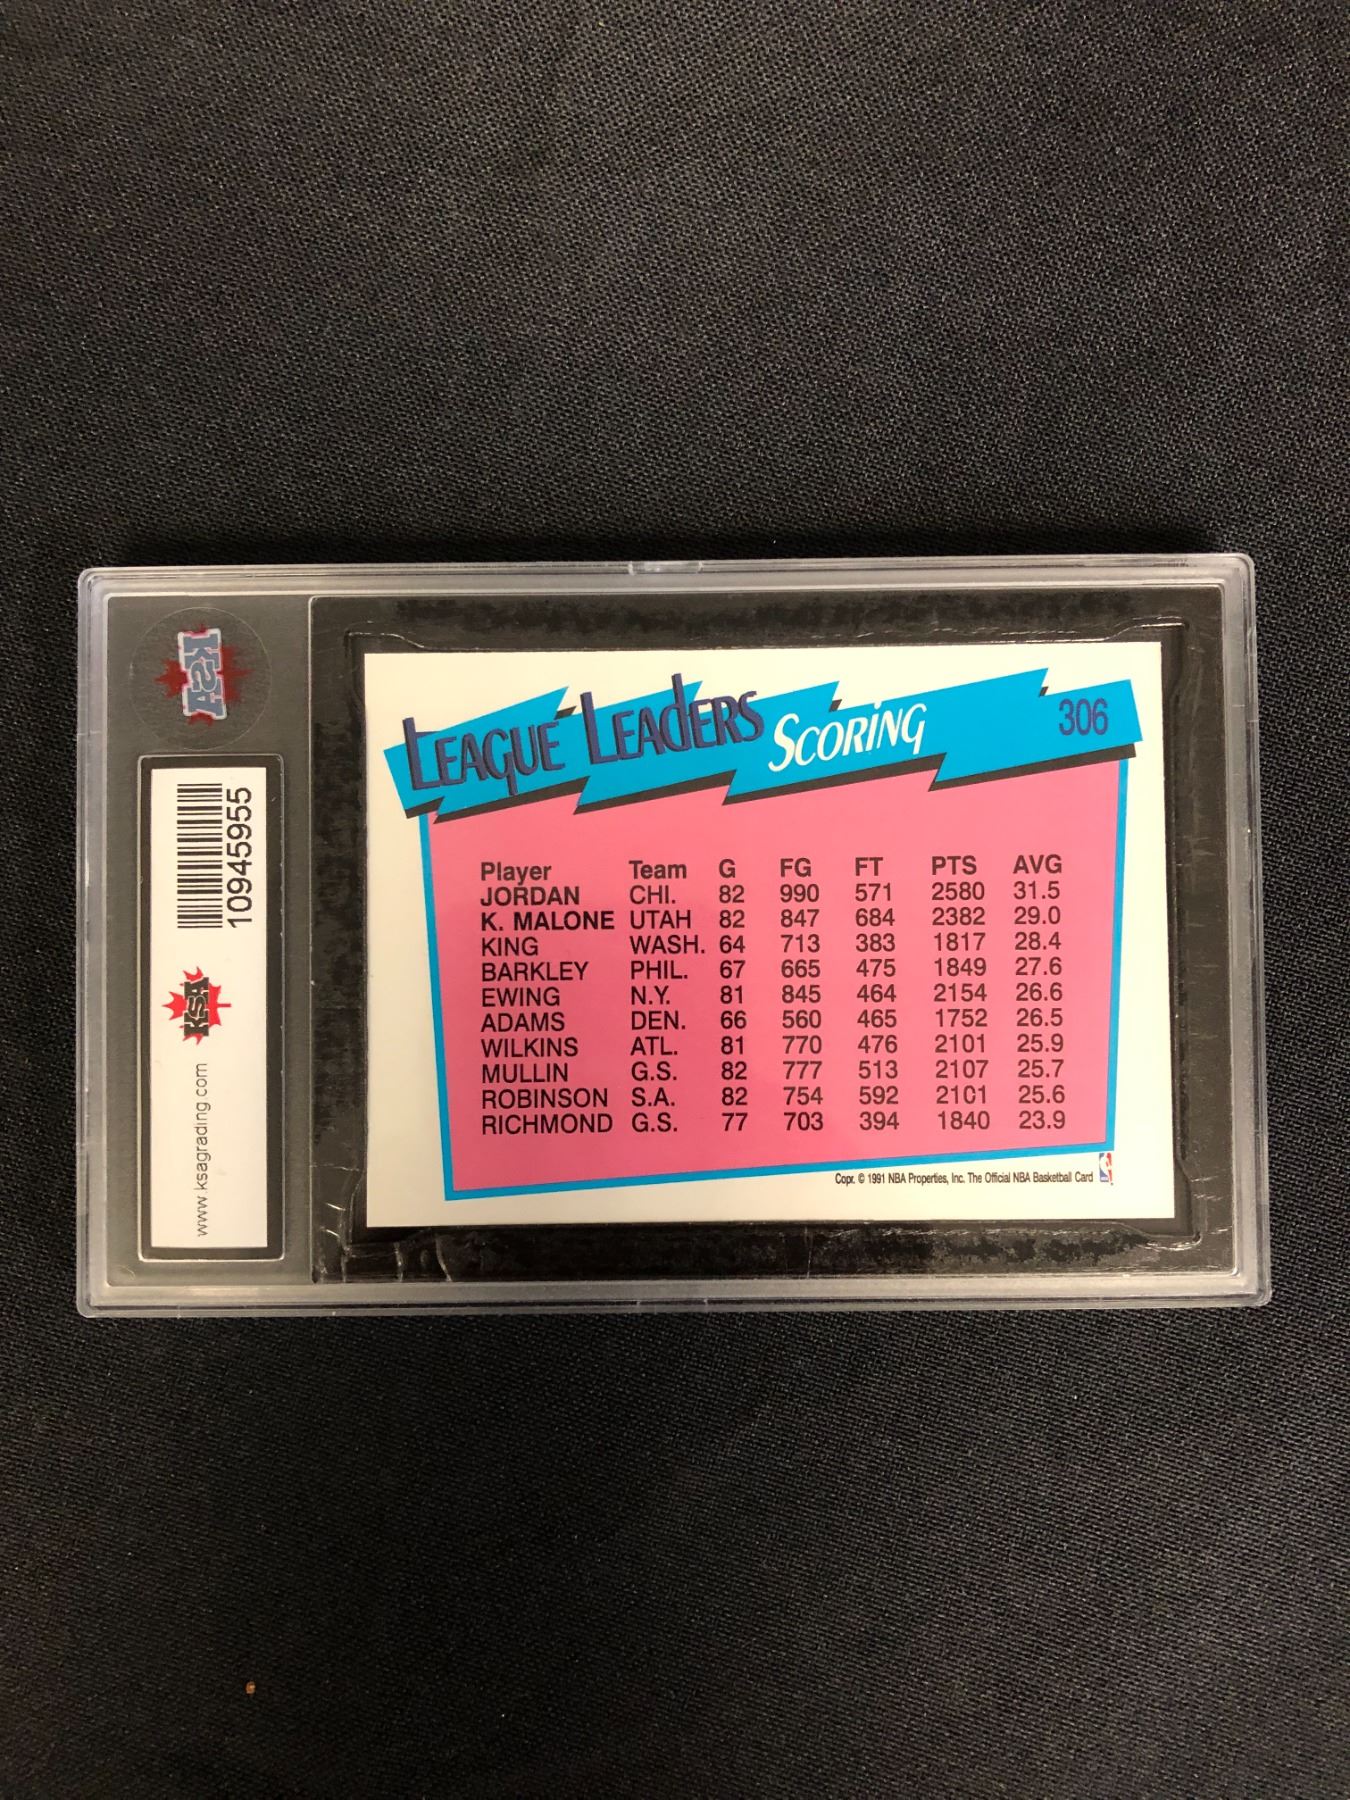 KSA
10945955
KSA
www.ksagrading.com
LEAGUE LEADERS SCORING 306
Player Team G FG FT PTS AVG
JORDAN CHI. 82 990 571 2580 31.5
K. MALONE UTAH 82 847 684 2382 29.0
KING WASH. 64 713 383 1817 28.4
BARKLEY PHIL. 67 665 475 1849 27.6
EWING N.Y. 81 845 464 2154 26.6
ADAMS DEN. 66 560 465 1752 26.5
WILKINS ATL. 81 770 476 2101 25.9
MULLIN G.S. 82 777 513 2107 25.7
ROBINSON S.A. 82 754 592 2101 25.6
RICHMOND G.S. 77 703 394 1840 23.9
Copr. © 1991 NBA Properties, Inc. The Official NBA Basketball Card